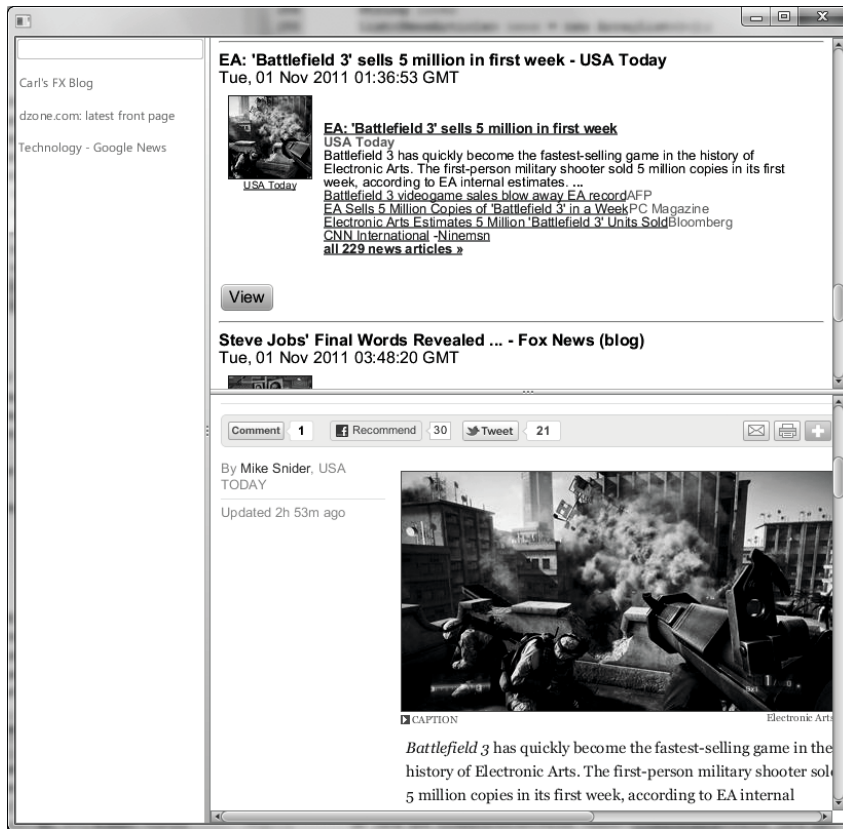 Carl's FX Blog
dzone.com: latest front page
Technology - Google News
EA: 'Battlefield 3' sells 5 million in first week - USA Today
Tue, 01 Nov 2011 01:36:53 GMT
USA Today
EA: 'Battlefield 3' sells 5 million in first week
USA Today
Battlefield 3 has quickly become the fastest-selling game in the history of
Electronic Arts. The first-person military shooter sold 5 million copies in its first
week, according to EA internal estimates. ...
Battlefield 3 videogame sales blow away EA recordAFP
EA Sells 5 Million Copies of 'Battlefield 3' in a WeekPC Magazine
Electronic Arts Estimates 5 Million 'Battlefield 3' Units SoldBloomberg
CNN International -Ninemsn
all 229 news articles »
View
Steve Jobs' Final Words Revealed ... - Fox News (blog)
Tue, 01 Nov 2011 03:48:20 GMT
Comment 1 Recommend 30 Tweet 21
By Mike Snider, USA
TODAY
Updated 2h 53m ago
CAPTION
Electronic Arts
Battlefield 3 has quickly become the fastest-selling game in the
history of Electronic Arts. The first-person military shooter sol
5 million copies in its first week, according to EA internal